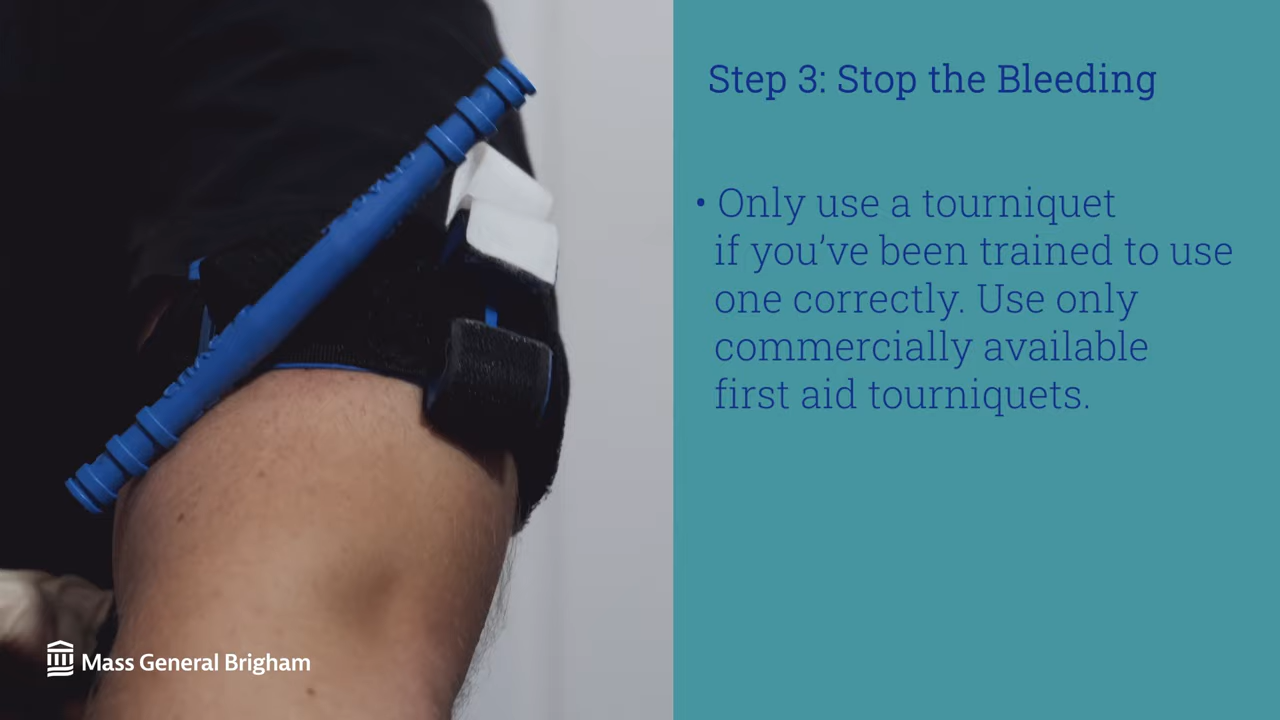 Step 3: Stop the Bleeding
• Only use a tourniquet
if you’ve been trained to use
one correctly. Use only
commercially available
first aid tourniquets.
Mass General Brigham